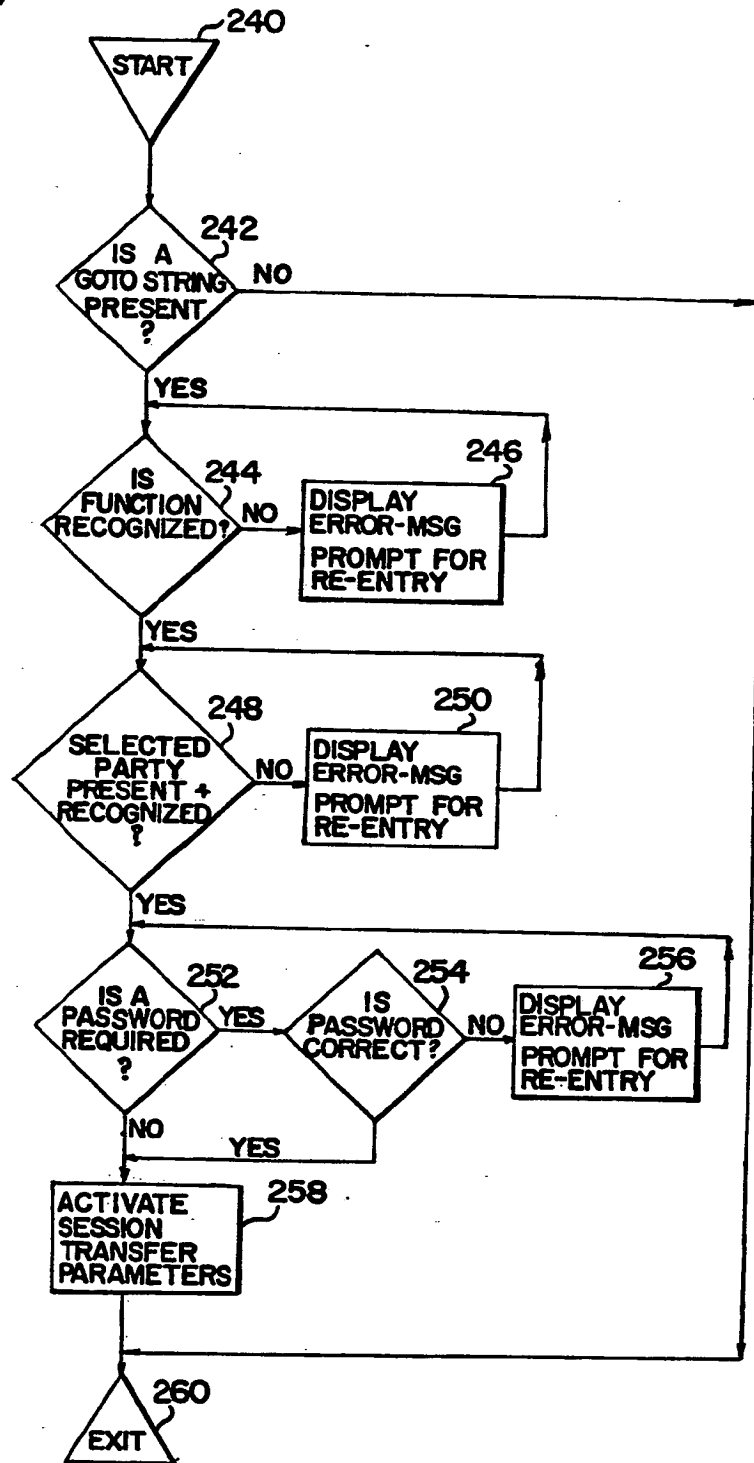 240
START
242
IS A
GOTO STRING
PRESENT
?
NO
YES
IS
FUNCTION
RECOGNIZED?
244
NO
246
DISPLAY
ERROR-MSG
PROMPT FOR
RE-ENTRY
YES
248
SELECTED
PARTY
PRESENT +
RECOGNIZED
?
NO
250
DISPLAY
ERROR-MSG
PROMPT FOR
RE-ENTRY
YES
252
IS A
PASSWORD
REQUIRED
?
YES
254
IS
PASSWORD
CORRECT?
NO
256
DISPLAY
ERROR-MSG
PROMPT FOR
RE-ENTRY
NO
YES
258
ACTIVATE
SESSION
TRANSFER
PARAMETERS
260
EXIT